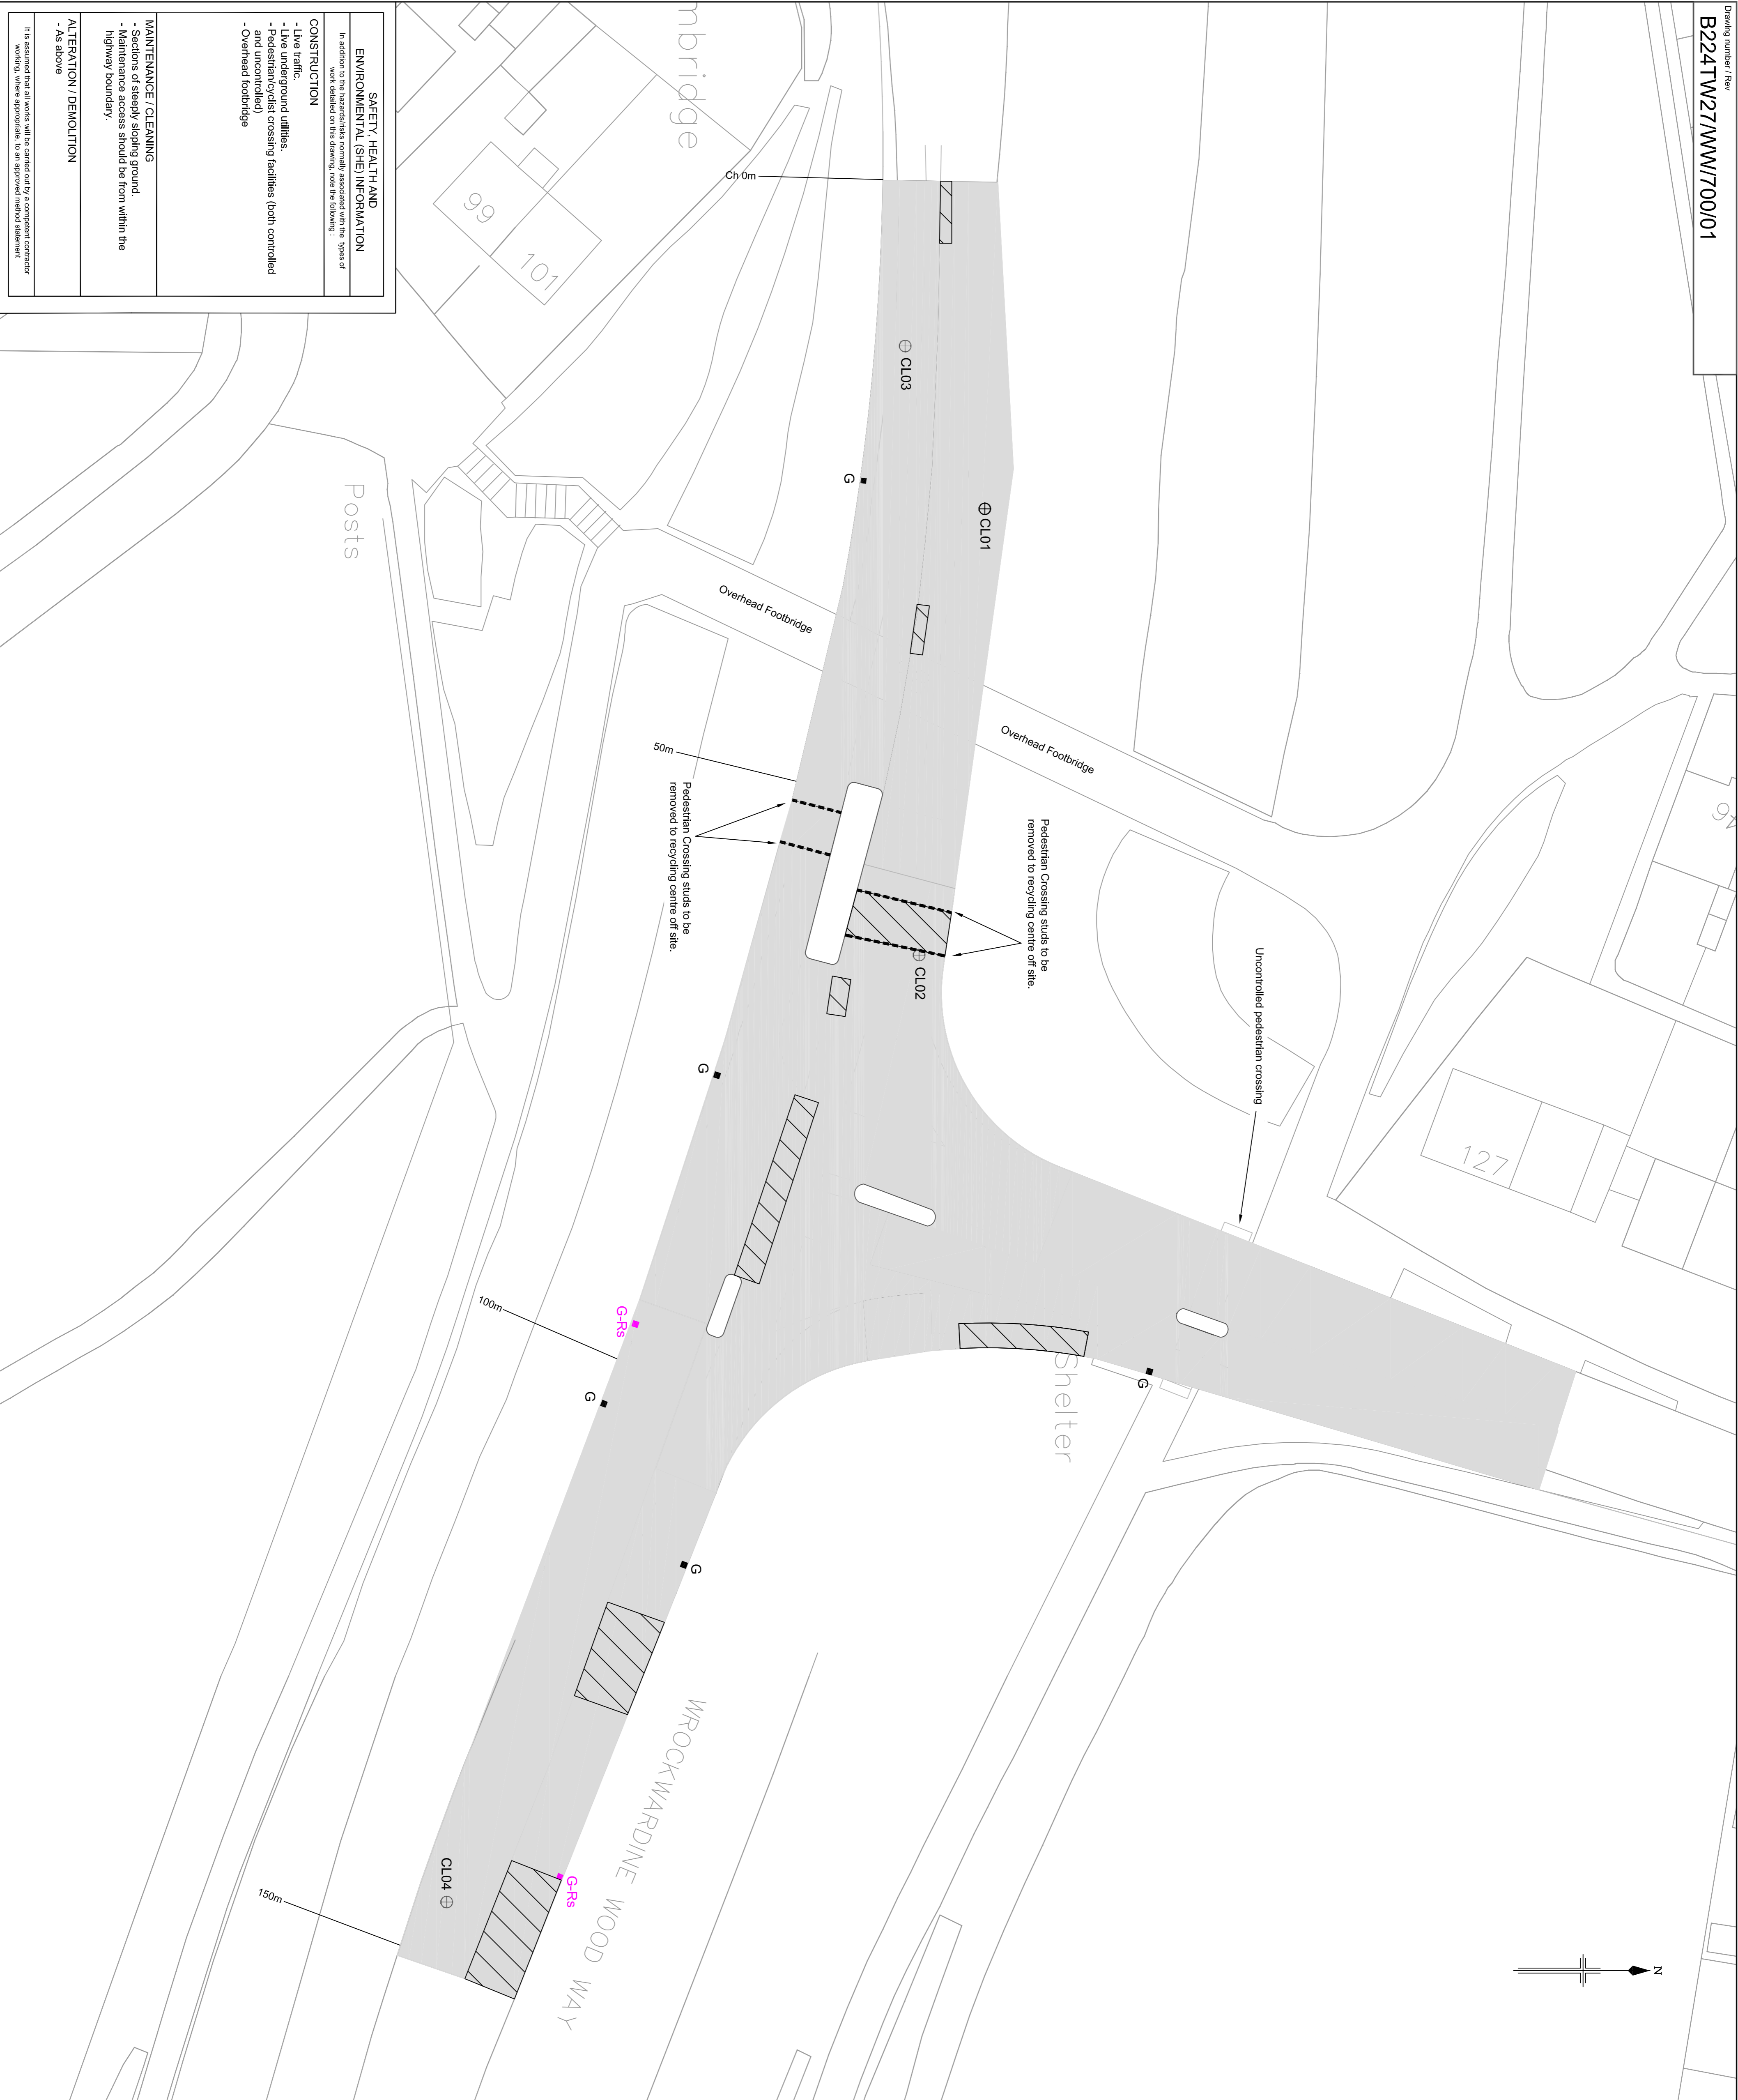 Drawing number / Rev
B224TW27/WW/700/01
94
127
Uncontrolled pedestrian crossing
Overhead Footbridge
Pedestrian Crossing studs to be
removed to recycling centre off site.
Shelter
G
CL01
CL03
CL02
Ch 0m
mbridge
G
Overhead Footbridge
50m
Pedestrian Crossing studs to be
removed to recycling centre off site.
G
G-Rs
100m
G
G
WROCKWARDINE WOOD WAY
G-Rs
CL04
150m
99
101
Posts
N
SAFETY, HEALTH AND
ENVIRONMENTAL (SHE) INFORMATION
In addition to the hazards/risks normally associated with the types of
work detailed on this drawing, note the following :
CONSTRUCTION
- Live traffic.
- Live underground utilities.
- Pedestrian/cyclist crossing facilities (both controlled
and uncontrolled)
- Overhead footbridge
MAINTENANCE / CLEANING
- Sections of steeply sloping ground.
- Maintenance access should be from within the
highway boundary.
ALTERATION / DEMOLITION
- As above
It is assumed that all works will be carried out by a competent contractor
working, where appropriate, to an approved method statement